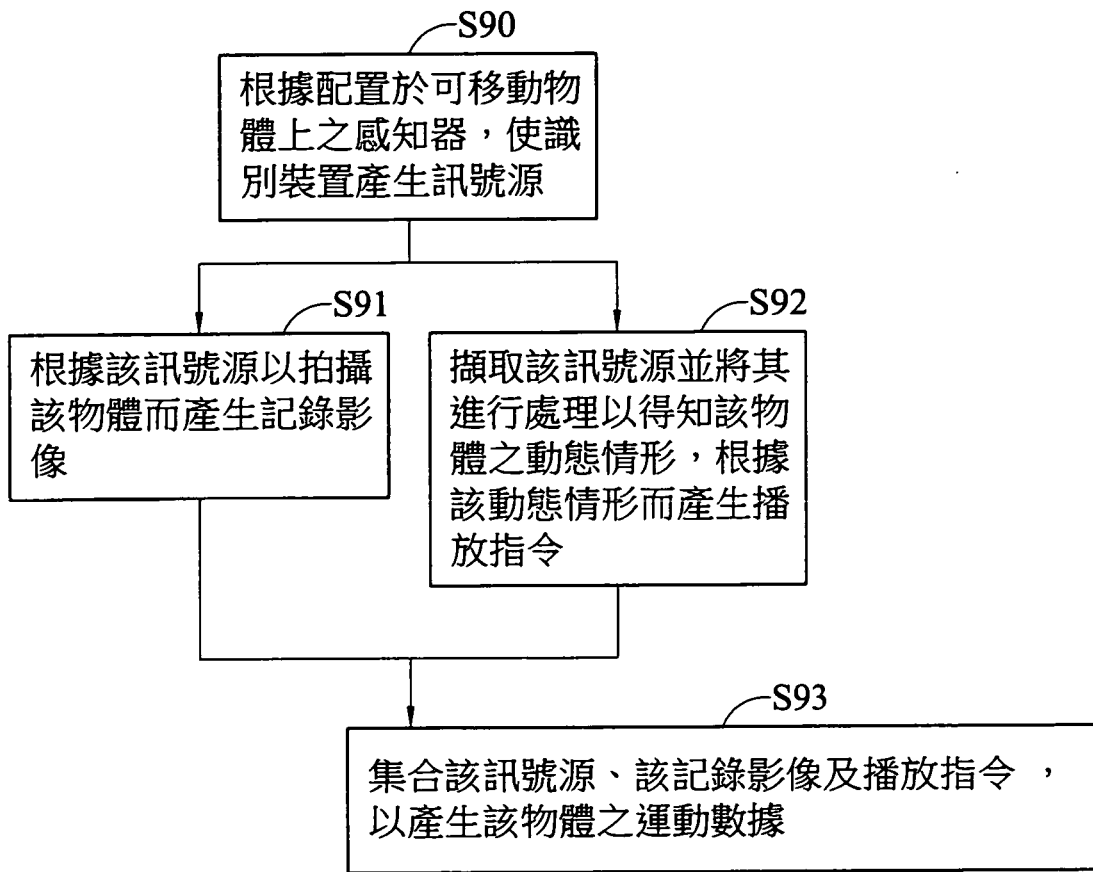 S90
根據配置於可移動物
體上之感知器，使識
別裝置產生訊號源
S91
根據該訊號源以拍攝
該物體而產生記錄影
像
S92
擷取該訊號源並將其
進行處理以得知該物
體之動態情形，根據
該動態情形而產生播
放指令
S93
集合該訊號源、該記錄影像及播放指令 ，
以產生該物體之運動數據